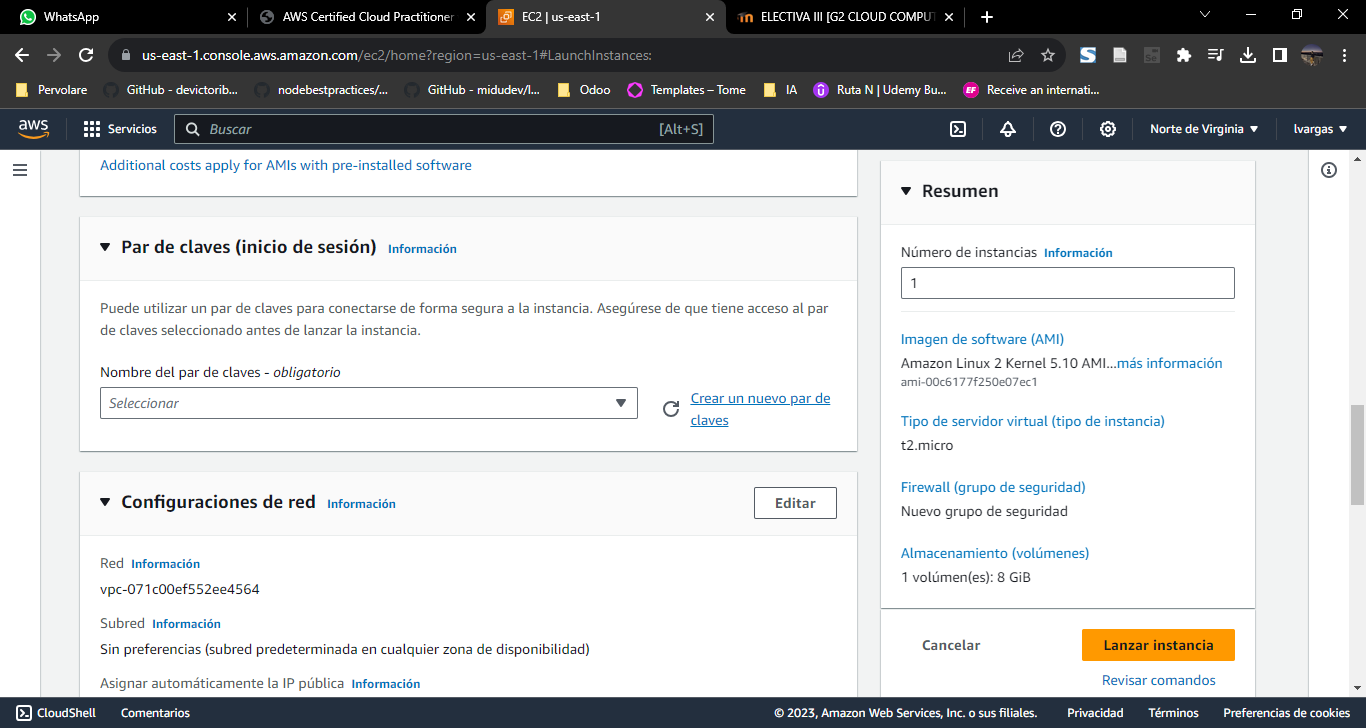 WhatsApp
AWS Certified Cloud Practitioner
EC2 | us-east-1
ELECTIVA III [G2 CLOUD COMPUT
us-east-1.console.aws.amazon.com/ec2/home?region=us-east-1#LaunchInstances:
Pervolare
GitHub - devictorib...
nodebestpractices/...
GitHub - midudev/l...
Odoo
Templates – Tome
IA
Ruta N | Udemy Bu...
EF
Receive an internati...
aws
Servicios
Buscar
[Alt+S]
Norte de Virginia
lvargas
Additional costs apply for AMIs with pre-installed software
Par de claves (inicio de sesión)
Información
Puede utilizar un par de claves para conectarse de forma segura a la instancia. Asegúrese de que tiene acceso al par
de claves seleccionado antes de lanzar la instancia.
Nombre del par de claves - obligatorio
Seleccionar
Crear un nuevo par de
claves
Configuraciones de red
Información
Editar
Red Información
vpc-071c00ef552ee4564
Subred Información
Sin preferencias (subred predeterminada en cualquier zona de disponibilidad)
Asignar automáticamente la IP pública Información
Resumen
Número de instancias Información
1
Imagen de software (AMI)
Amazon Linux 2 Kernel 5.10 AMI...más información
ami-00c6177f250e07ec1
Tipo de servidor virtual (tipo de instancia)
t2.micro
Firewall (grupo de seguridad)
Nuevo grupo de seguridad
Almacenamiento (volúmenes)
1 volúmen(es): 8 GiB
Cancelar
Lanzar instancia
Revisar comandos
CloudShell
Comentarios
© 2023, Amazon Web Services, Inc. o sus filiales.
Privacidad
Términos
Preferencias de cookies